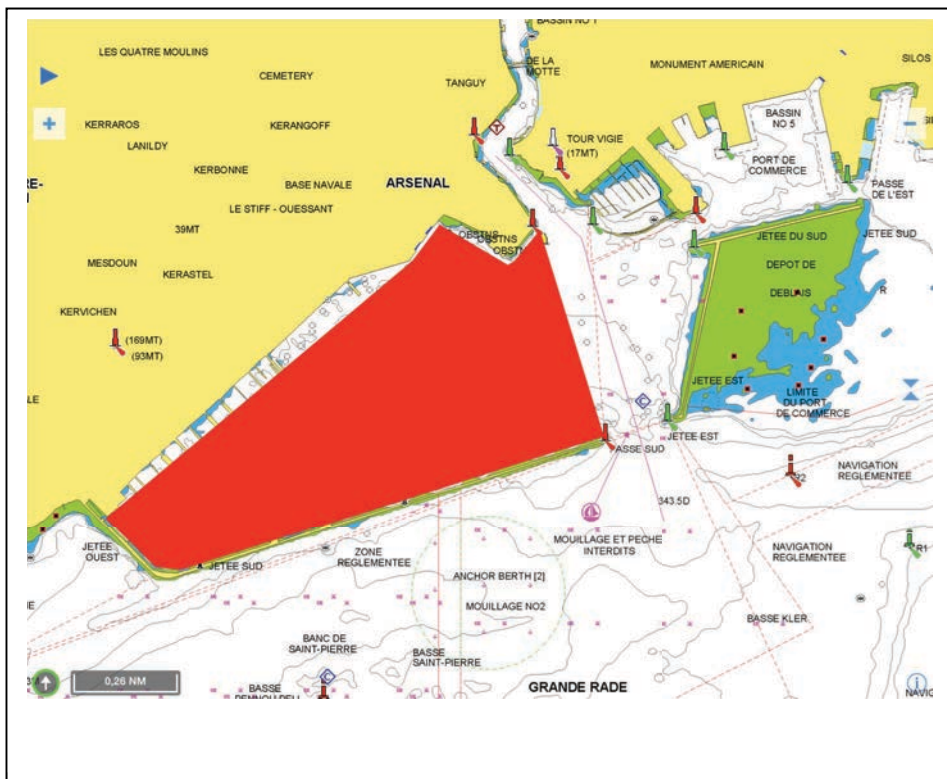 BASSIN NO 1
LES QUATRE MOULINS
DE LA
MOTTE
MONUMENT AMERICAIN
SILOS
CEMETERY
TANGUY
BASSIN
NO 5
KERRAROS
KERANGOFF
TOUR VIGIE
(17MT)
LANILDY
PORT DE
COMMERCE
KERBONNE
BASE NAVALE
ARSENAL
PASSE
DE L'EST
LE STIFF - OUESSANT
39MT
OBSTNS
OBSTNS
JETEE DU SUD
JETEE SUD
MESDOUN
KERASTEL
DEPOT DE
DEBLAIS
R
KERVICHEN
(169MT)
(93MT)
JETEE EST
LIMITE
DU PORT
DE COMMERCE
JETEE EST
ASSE SUD
NAVIGATION
REGLEMENTEE
343.5D
MOUILLAGE ET PECHE
INTERDITS
JETEE
OUEST
JETEE SUD
ZONE
REGLEMENTEE
NAVIGATION
REGLEMENTEE
R1
ANCHOR BERTH [2]
MOUILLAGE NO2
BASSE KLER
BANC DE
SAINT-PIERRE
BASSE
SAINT-PIERRE
0,26 NM
BASSE
GRANDE RADE